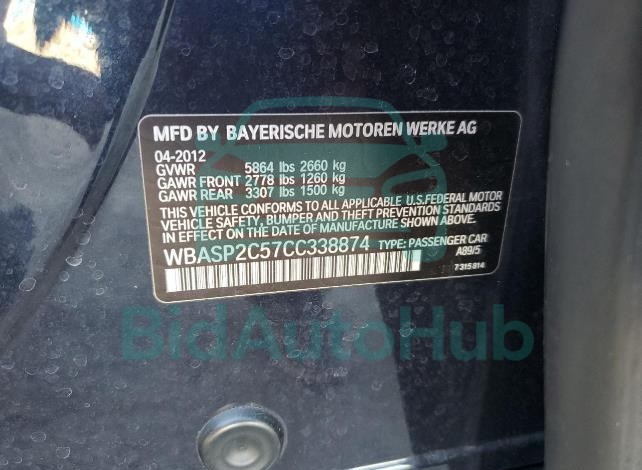 MFD BY BAYERISCHE MOTOREN WERKE AG
04-2012
GVWR 5864 lbs 2660 kg
GAWR FRONT 2778 lbs 1260 kg
GAWR REAR 3307 lbs 1500 kg
THIS VEHICLE CONFORMS TO ALL APPLICABLE U.S.FEDERAL MOTOR
VEHICLE SAFETY, BUMPER AND THEFT PREVENTION STANDARDS
IN EFFECT ON THE DATE OF MANUFACTURE SHOWN ABOVE.
WBASP2C57CC338874 TYPE: PASSENGER CAR
A89/5
7315814
BidAutoHub